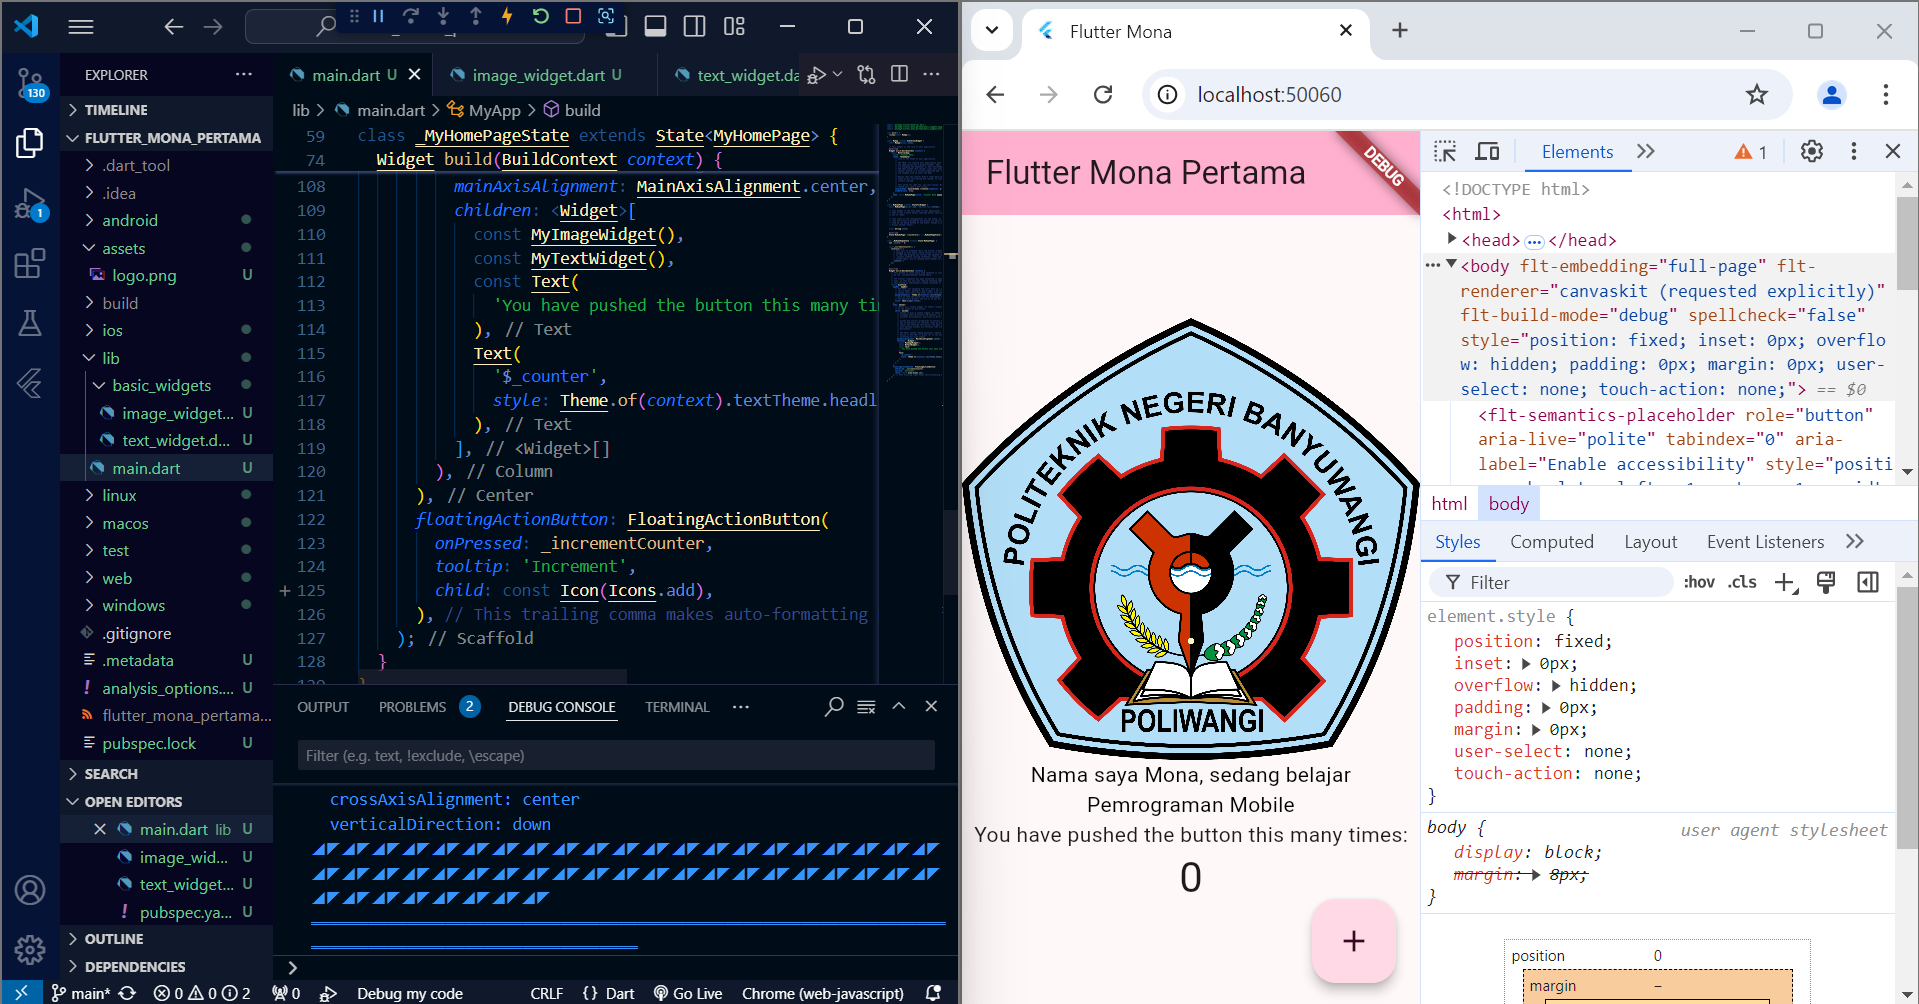 130
1
EXPLORER
TIMELINE
FLUTTER_MONA_PERTAMA
.dart_tool
.idea
android
assets
logo.png U
build
ios
lib
basic_widgets
image_widget... U
text_widget.d... U
main.dart U
linux
macos
test
web
windows
.gitignore
.metadata U
analysis_options.... U
flutter_mona_pertama...
pubspec.lock U
SEARCH
OPEN EDITORS
main.dart lib U
image_wid... U
text_widget... U
pubspec.ya... U
OUTLINE
DEPENDENCIES
main.dart U
image_widget.dart U
text_widget.da
lib > main.dart > MyApp > build
59 class _MyHomePageState extends State<MyHomePage> {
74 Widget build(BuildContext context) {
108 mainAxisAlignment: MainAxisAlignment.center,
109 children: <Widget>[
110 const MyImageWidget(),
111 const MyTextWidget(),
112 const Text(
113 'You have pushed the button this many ti
114 ), // Text
115 Text(
116 '$_counter',
117 style: Theme.of(context).textTheme.headl
118 ), // Text
119 ], // <Widget>[]
120 ), // Column
121 ), // Center
122 floatingActionButton: FloatingActionButton(
123 onPressed: _incrementCounter,
124 tooltip: 'Increment',
125 child: const Icon(Icons.add),
126 ), // This trailing comma makes auto-formatting
127 ); // Scaffold
128 }
OUTPUT PROBLEMS 2 DEBUG CONSOLE TERMINAL
Filter (e.g. text, !exclude, \escape)
crossAxisAlignment: center
verticalDirection: down
main* 0 0 2 0 Debug my code CRLF {} Dart Go Live Chrome (web-javascript)
Flutter Mona
localhost:50060
Flutter Mona Pertama
DEBUG
POLITEKNIK NEGERI BANYUWANGI
POLIWANGI
Nama saya Mona, sedang belajar
Pemrograman Mobile
You have pushed the button this many times:
0
+
Elements 1
<!DOCTYPE html>
<html>
<head> </head>
<body flt-embedding="full-page" flt-
renderer="canvaskit (requested explicitly)"
flt-build-mode="debug" spellcheck="false"
style="position: fixed; inset: 0px; overflo
w: hidden; padding: 0px; margin: 0px; user-
select: none; touch-action: none;"> == $0
<flt-semantics-placeholder role="button"
aria-live="polite" tabindex="0" aria-
label="Enable accessibility" style="positi
html body
Styles Computed Layout Event Listeners
Filter :hov .cls
element.style {
position: fixed;
inset: 0px;
overflow: hidden;
padding: 0px;
margin: 0px;
user-select: none;
touch-action: none;
}
body { user agent stylesheet
display: block;
margin: 8px;
}
position 0
margin –